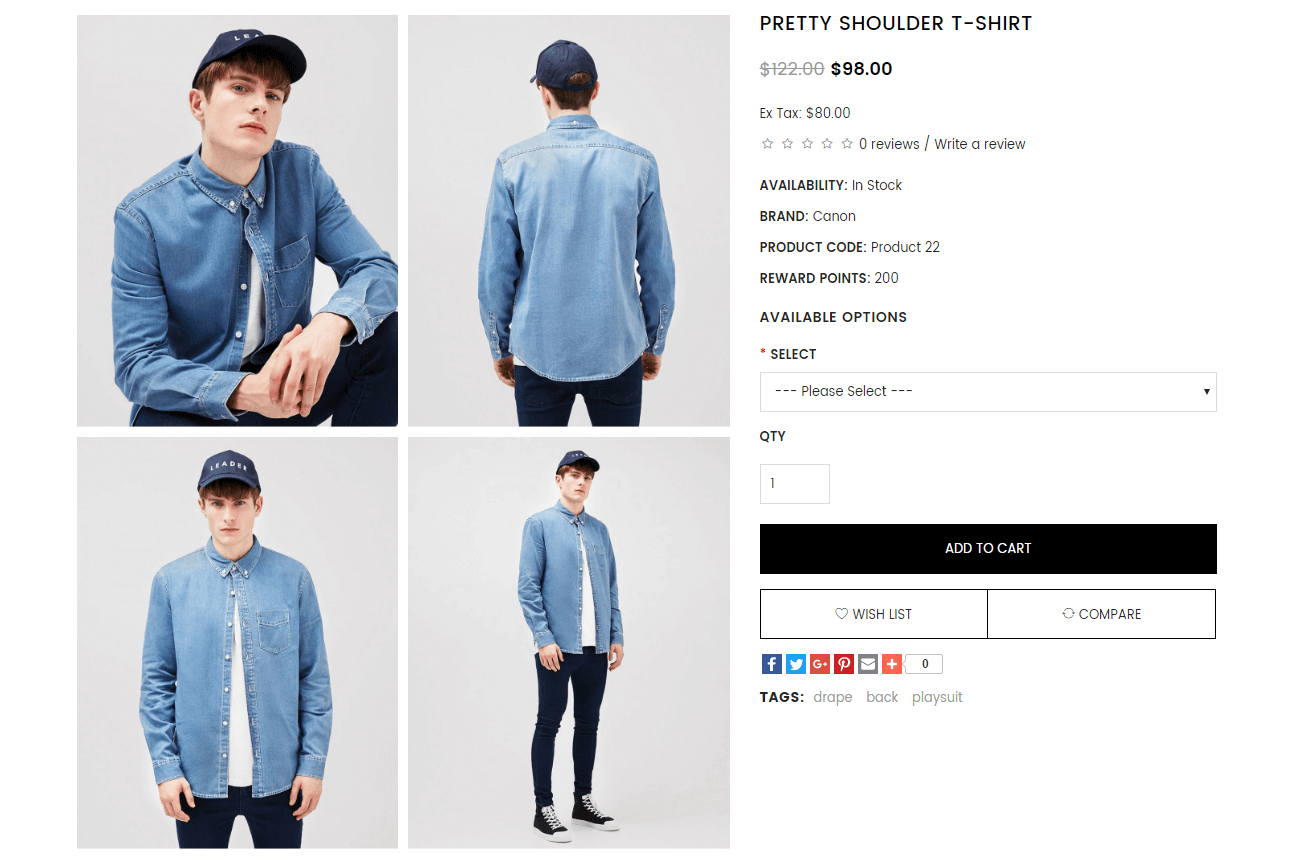 LEA
LEADER
LEADER
PRETTY SHOULDER T-SHIRT
$122.00 $98.00
Ex Tax: $80.00
0 reviews / Write a review
AVAILABILITY: In Stock
BRAND: Canon
PRODUCT CODE: Product 22
REWARD POINTS: 200
AVAILABLE OPTIONS
* SELECT
--- Please Select ---
QTY
1
ADD TO CART
WISH LIST
COMPARE
0
TAGS: drape back playsuit